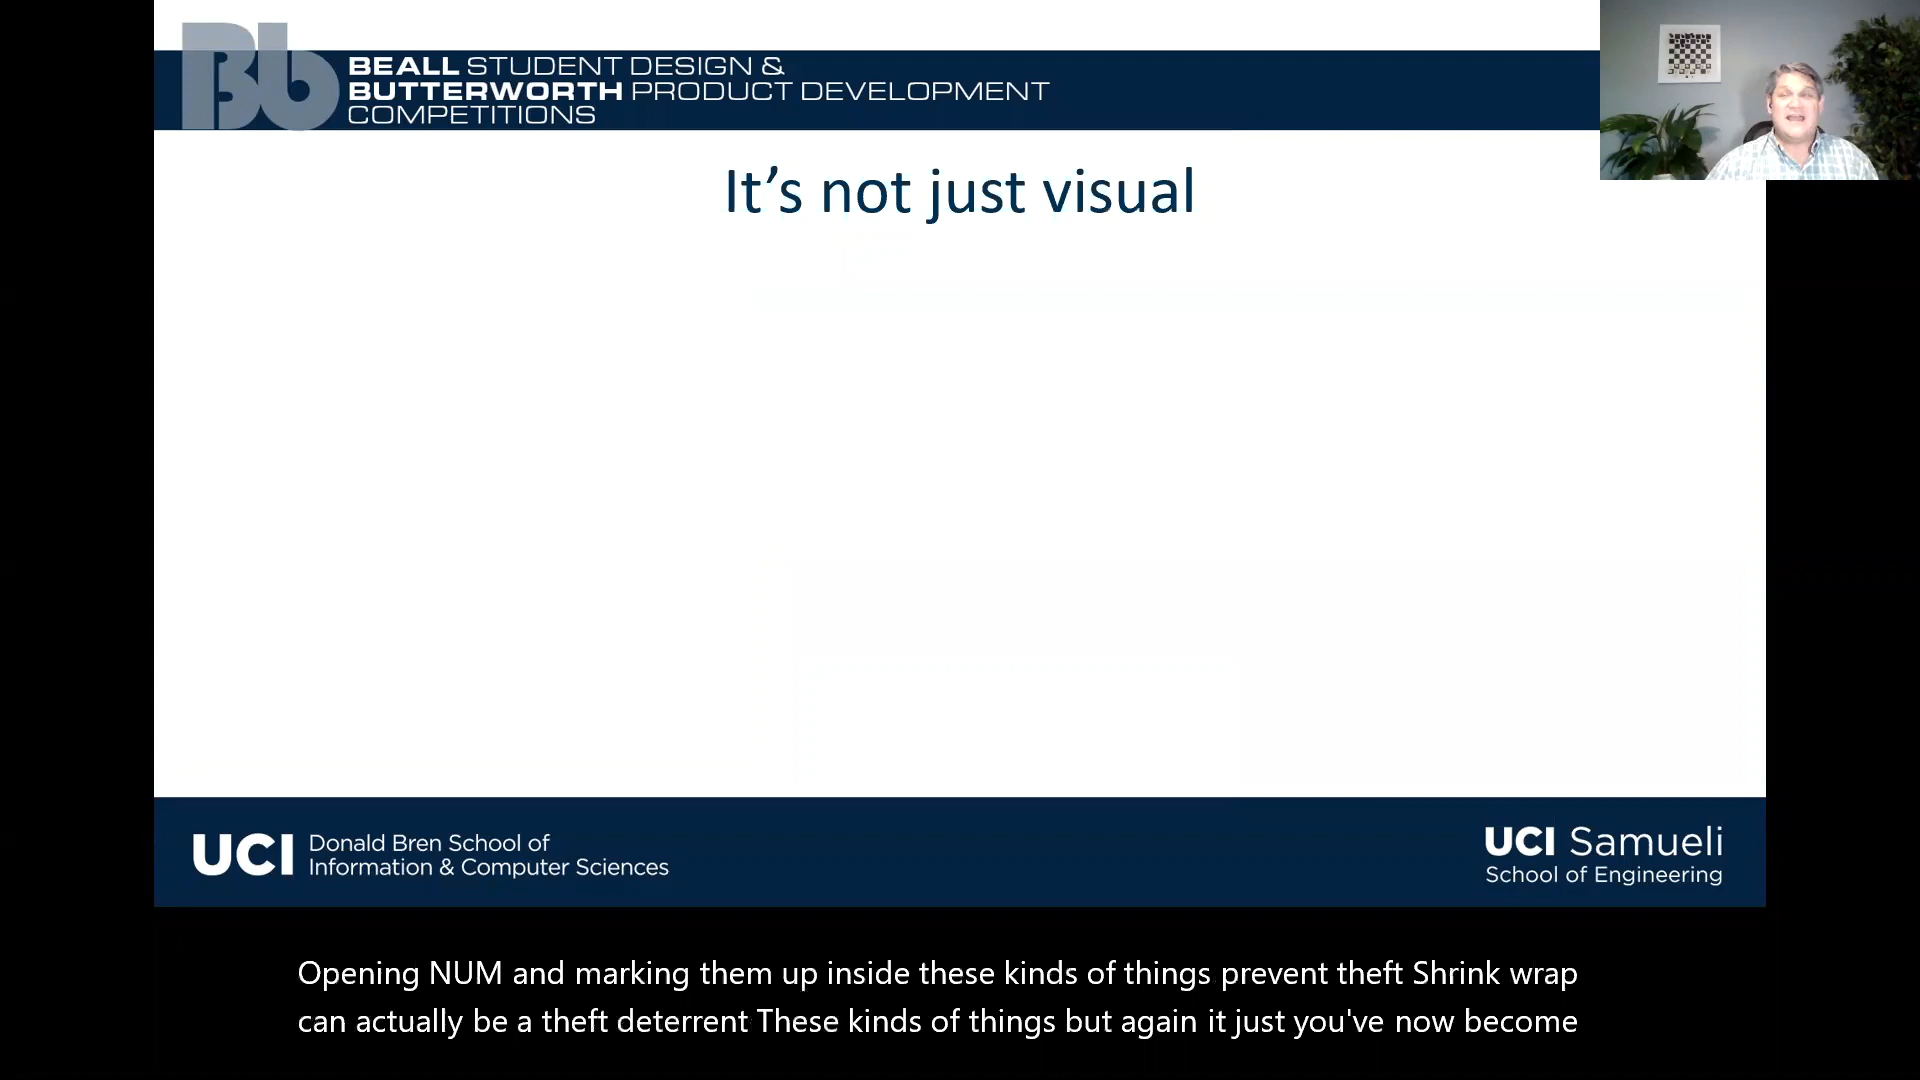 Bb
BEALL STUDENT DESIGN &
BUTTERWORTH PRODUCT DEVELOPMENT
COMPETITIONS
It’s not just visual
UCI Donald Bren School of
Information & Computer Sciences
UCI Samueli
School of Engineering
Opening NUM and marking them up inside these kinds of things prevent theft Shrink wrap
can actually be a theft deterrent These kinds of things but again it just you've now become